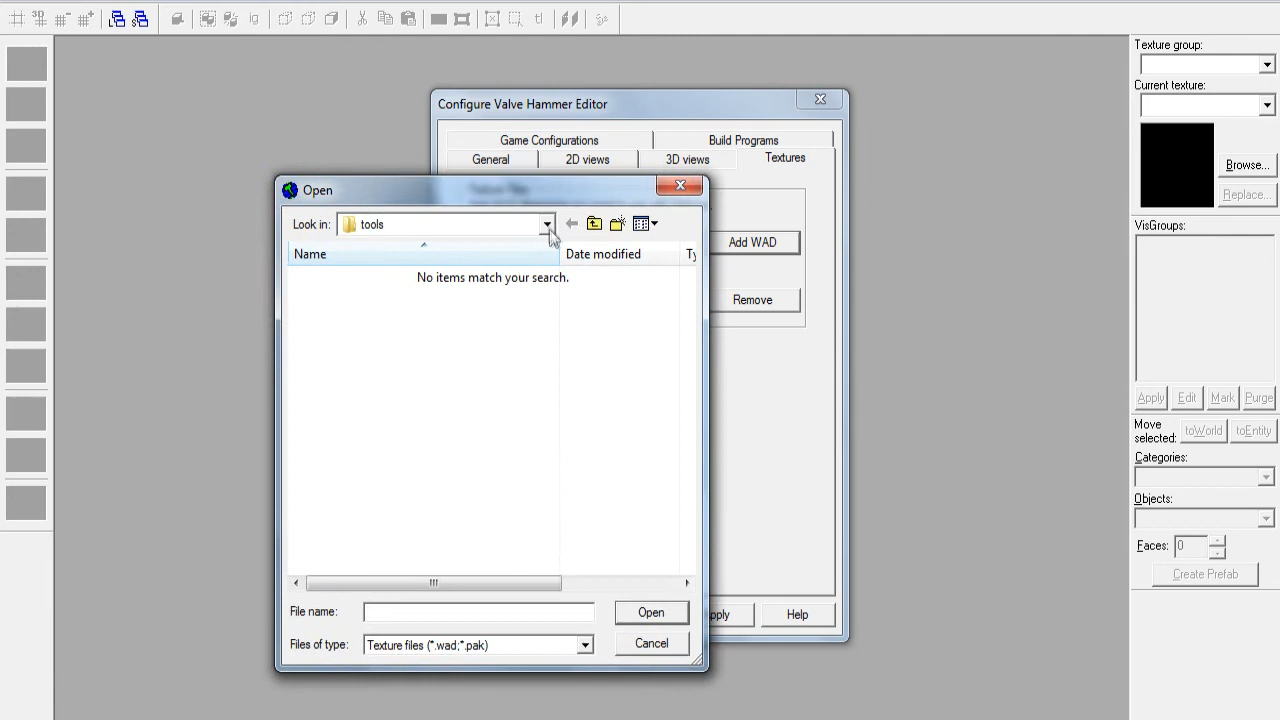 3D
lg
tl
Texture group:
Current texture:
Browse...
Replace...
VisGroups:
Apply
Edit
Mark
Purge
Move
selected:
toWorld
toEntity
Categories:
Objects:
Faces:
0
Create Prefab
Configure Valve Hammer Editor
Game Configurations
Build Programs
General
2D views
3D views
Textures
Add WAD
Remove
pply
Help
Open
Look in:
tools
Name
Date modified
Ty
No items match your search.
File name:
Open
Files of type:
Texture files (*.wad;*.pak)
Cancel